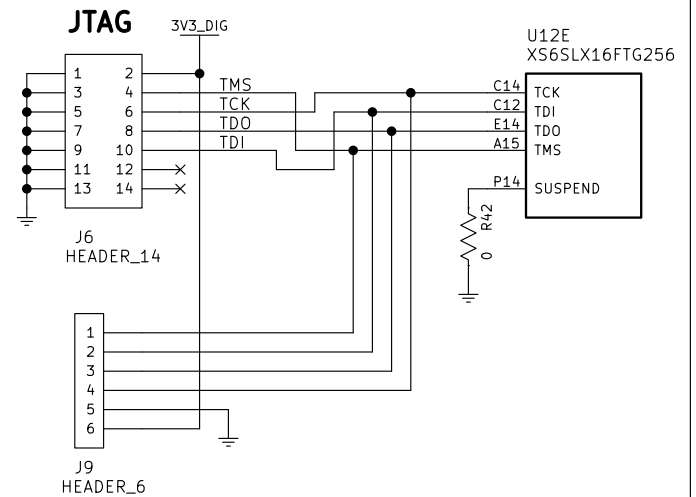 JTAG
3V3_DIG
U12E
XS6SLX16FTG256
1 2
3 4 TMS C14 TCK
5 6 TCK C12 TDI
7 8 TDO E14 TDO
9 10 TDI A15 TMS
11 12
13 14 P14 SUSPEND
R42
0
J6
HEADER_14
1
2
3
4
5
6
J9
HEADER_6